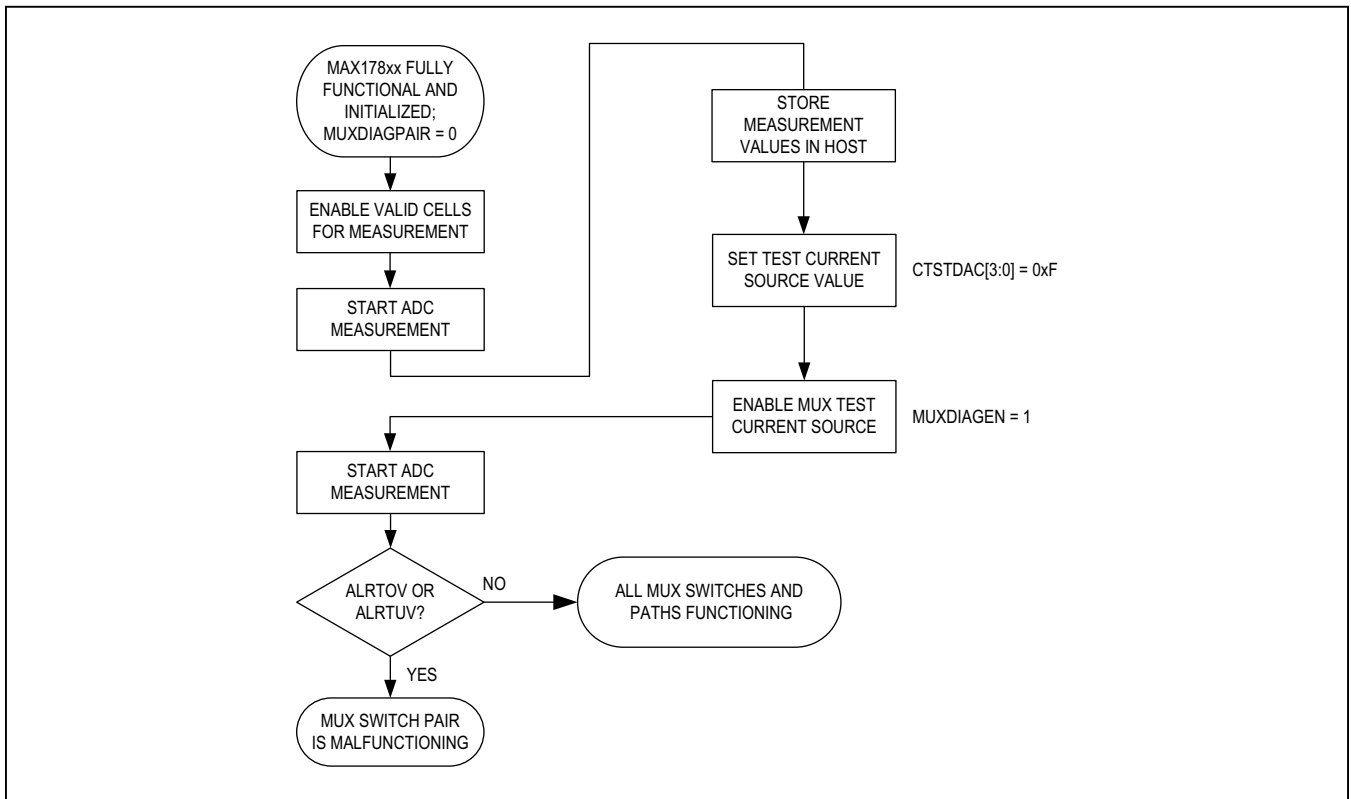 MAX178xx FULLY
FUNCTIONAL AND
INITIALIZED;
MUXDIAGPAIR = 0
ENABLE VALID CELLS
FOR MEASUREMENT
START ADC
MEASUREMENT
STORE
MEASUREMENT
VALUES IN HOST
SET TEST CURRENT
SOURCE VALUE
CTSTDAC[3:0] = 0xF
ENABLE MUX TEST
CURRENT SOURCE
MUXDIAGEN = 1
START ADC
MEASUREMENT
ALRTOV OR
ALRTUV?
NO
ALL MUX SWITCHES AND
PATHS FUNCTIONING
YES
MUX SWITCH PAIR
IS MALFUNCTIONING